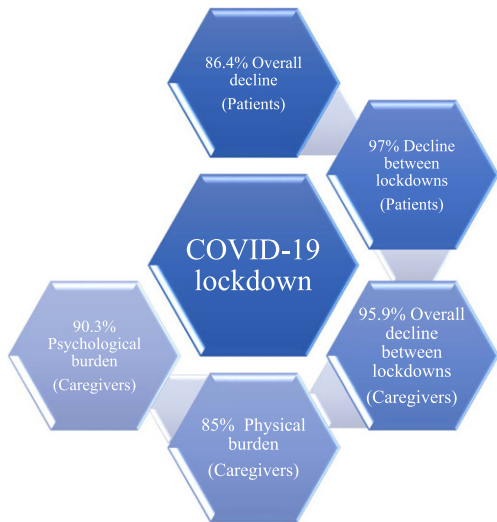 86.4% Overall
decline
(Patients)
97% Decline
between
lockdowns
(Patients)
COVID-19
lockdown
95.9% Overall
decline
between
lockdowns
(Caregivers)
90.3%
Psychological
burden
(Caregivers)
85% Physical
burden
(Caregivers)